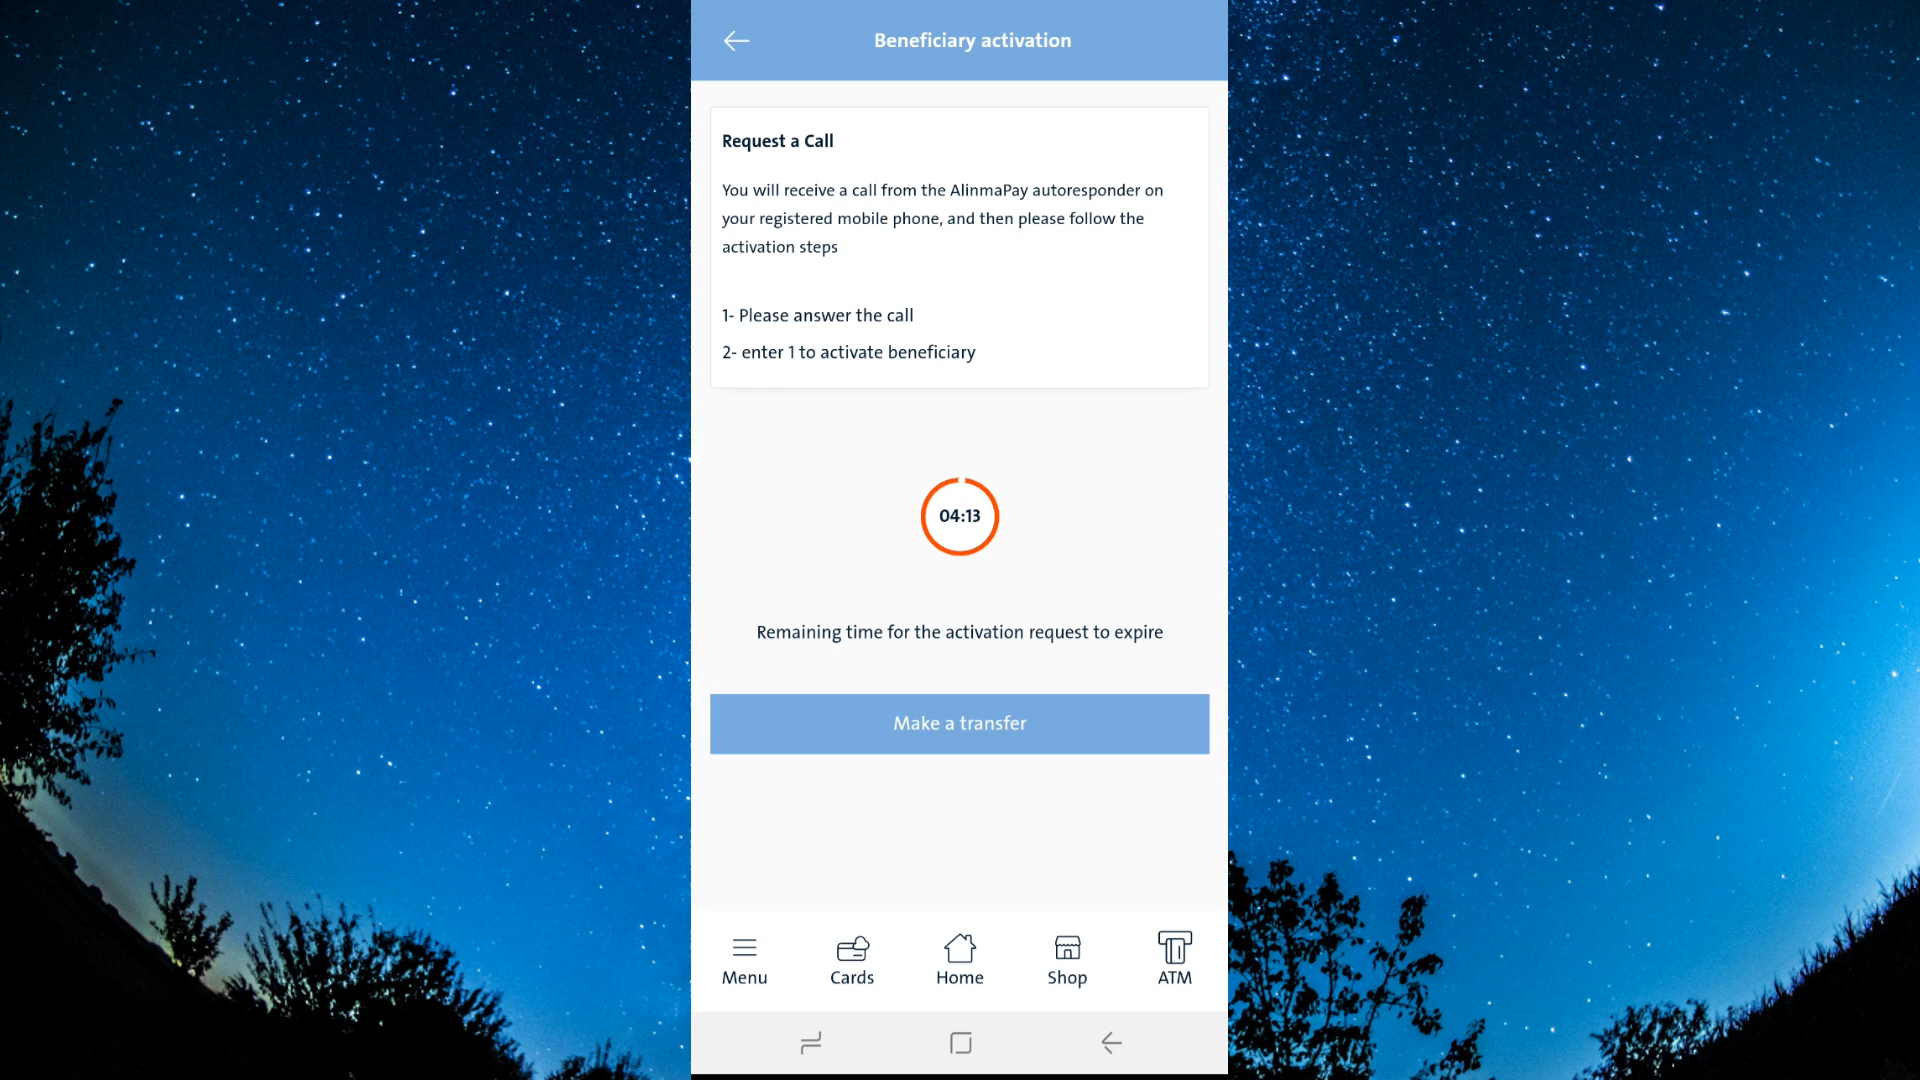 Beneficiary activation
Request a Call
You will receive a call from the AlinmaPay autoresponder on
your registered mobile phone, and then please follow the
activation steps
1- Please answer the call
2- enter 1 to activate beneficiary
04:13
Remaining time for the activation request to expire
Make a transfer
Menu
Cards
Home
Shop
ATM